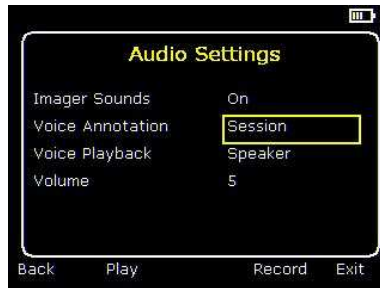 Audio Settings
Imager Sounds On
Voice Annotation Session
Voice Playback Speaker
Volume 5
Back Play Record Exit